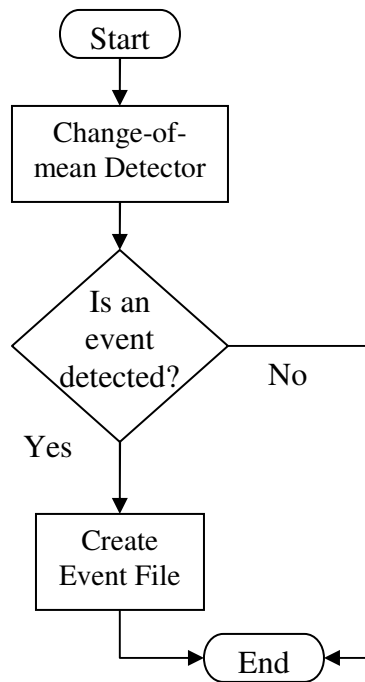 Start
Change-of-
mean Detector
Is an
event
detected?
No
Yes
Create
Event File
End